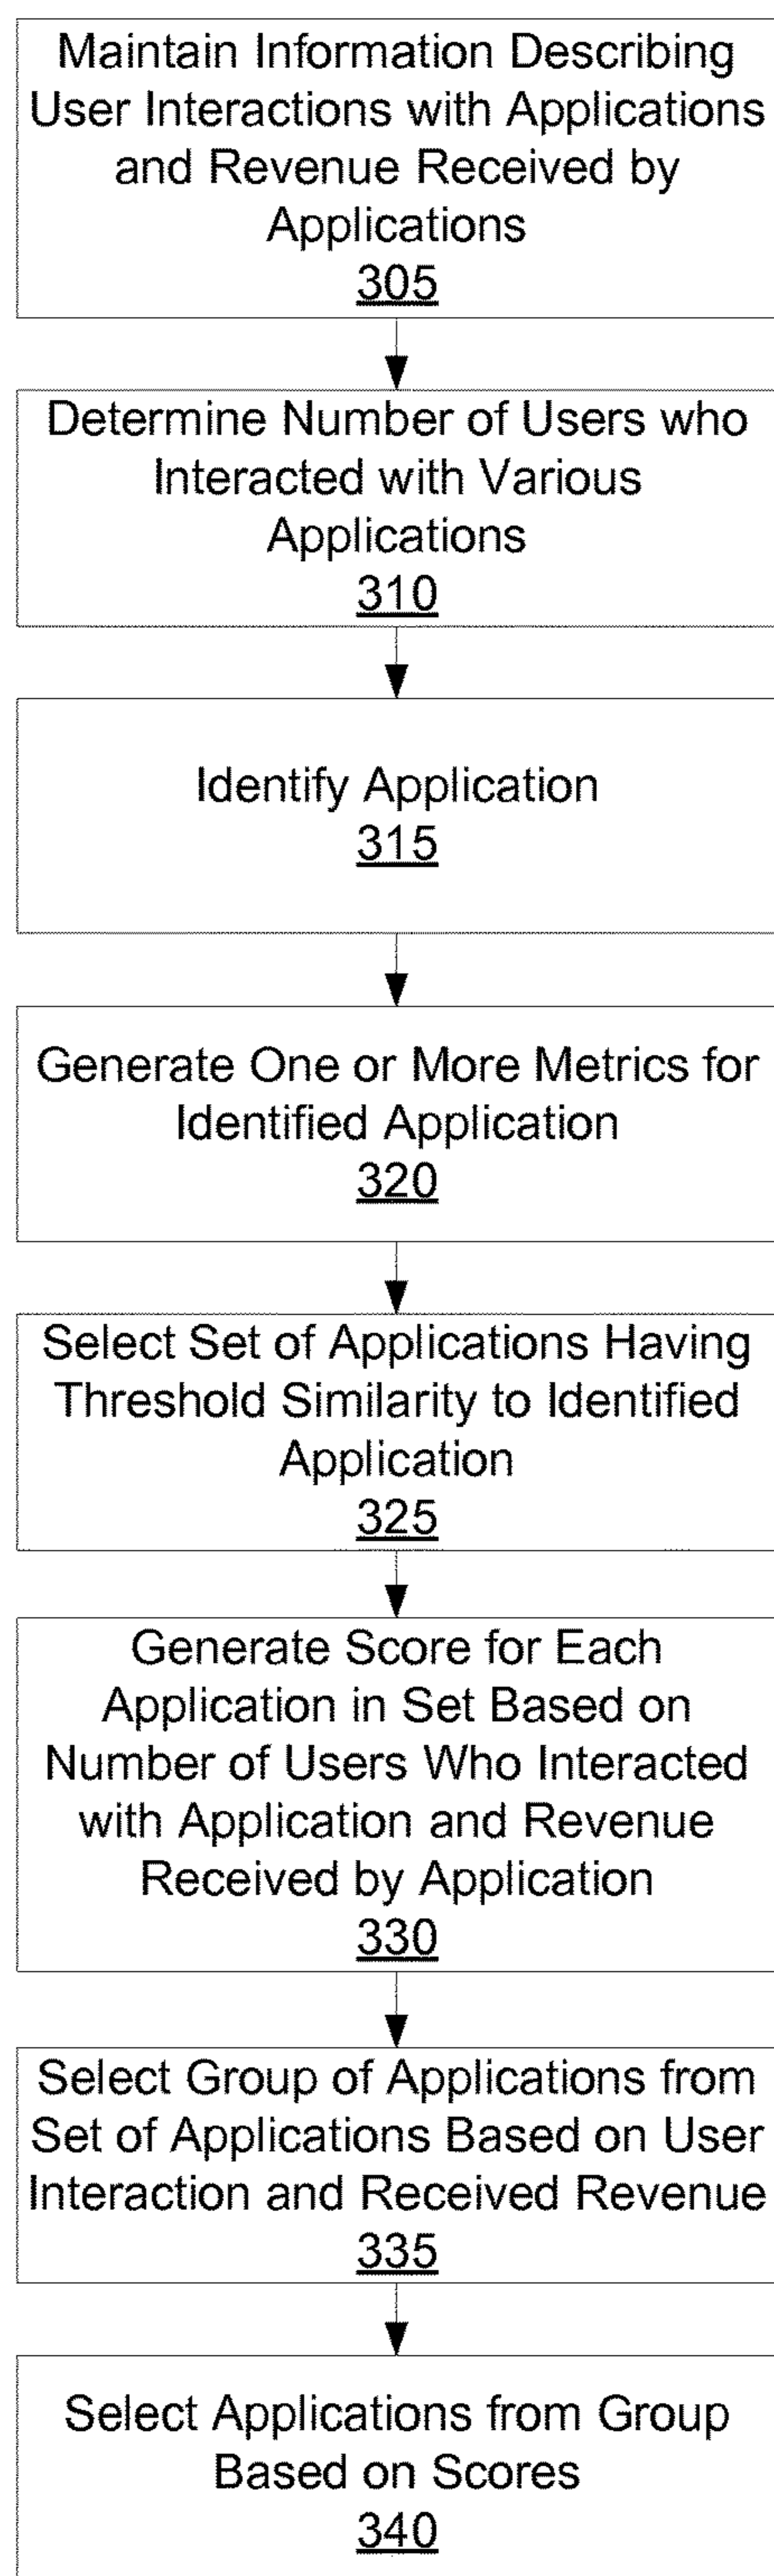 Maintain Information Describing
User Interactions with Applications
and Revenue Received by
Applications
305
Determine Number of Users who
Interacted with Various
Applications
310
Identify Application
315
Generate One or More Metrics for
Identified Application
320
Select Set of Applications Having
Threshold Similarity to Identified
Application
325
Generate Score for Each
Application in Set Based on
Number of Users Who Interacted
with Application and Revenue
Received by Application
330
Select Group of Applications from
Set of Applications Based on User
Interaction and Received Revenue
335
Select Applications from Group
Based on Scores
340